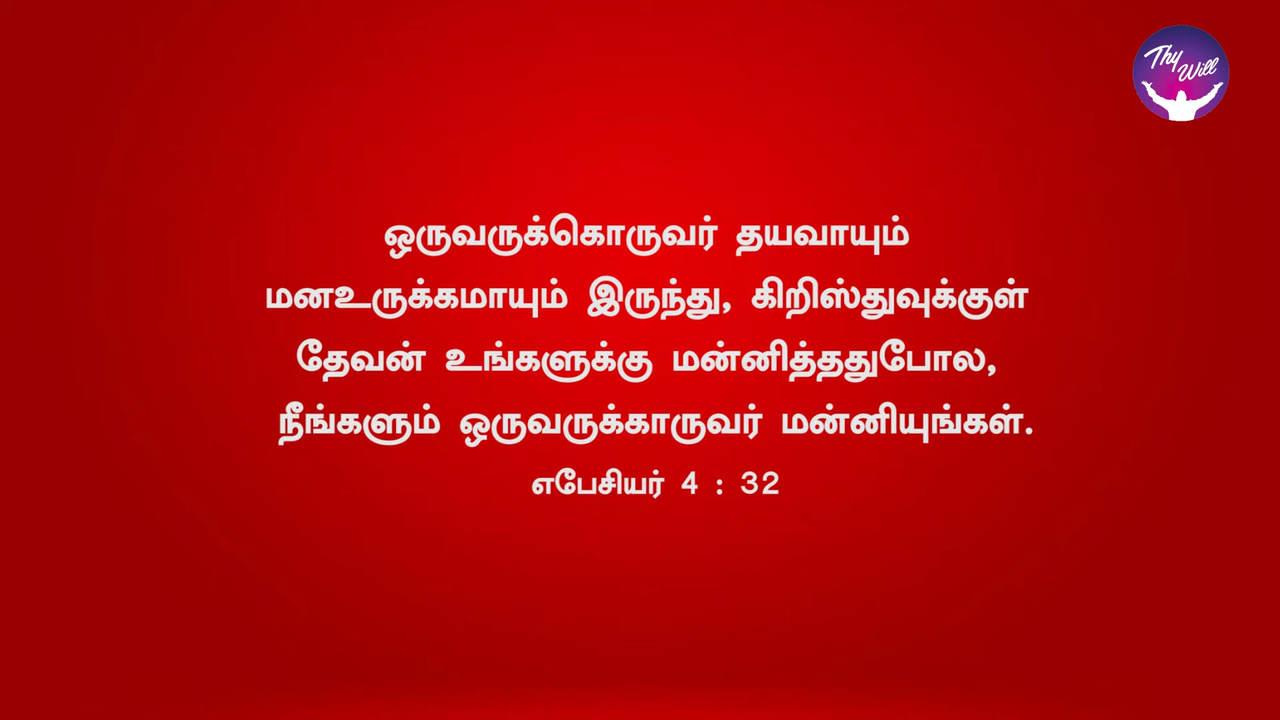 Thy Will
ஒருவருக்கொருவர் தயவாயும்
மனஉருக்கமாயும் இருந்து, கிறிஸ்துவுக்குள்
தேவன் உங்களுக்கு மன்னித்ததுபோல,
நீங்களும் ஒருவருக்காருவர் மன்னியுங்கள்.
எபேசியர் 4 : 32